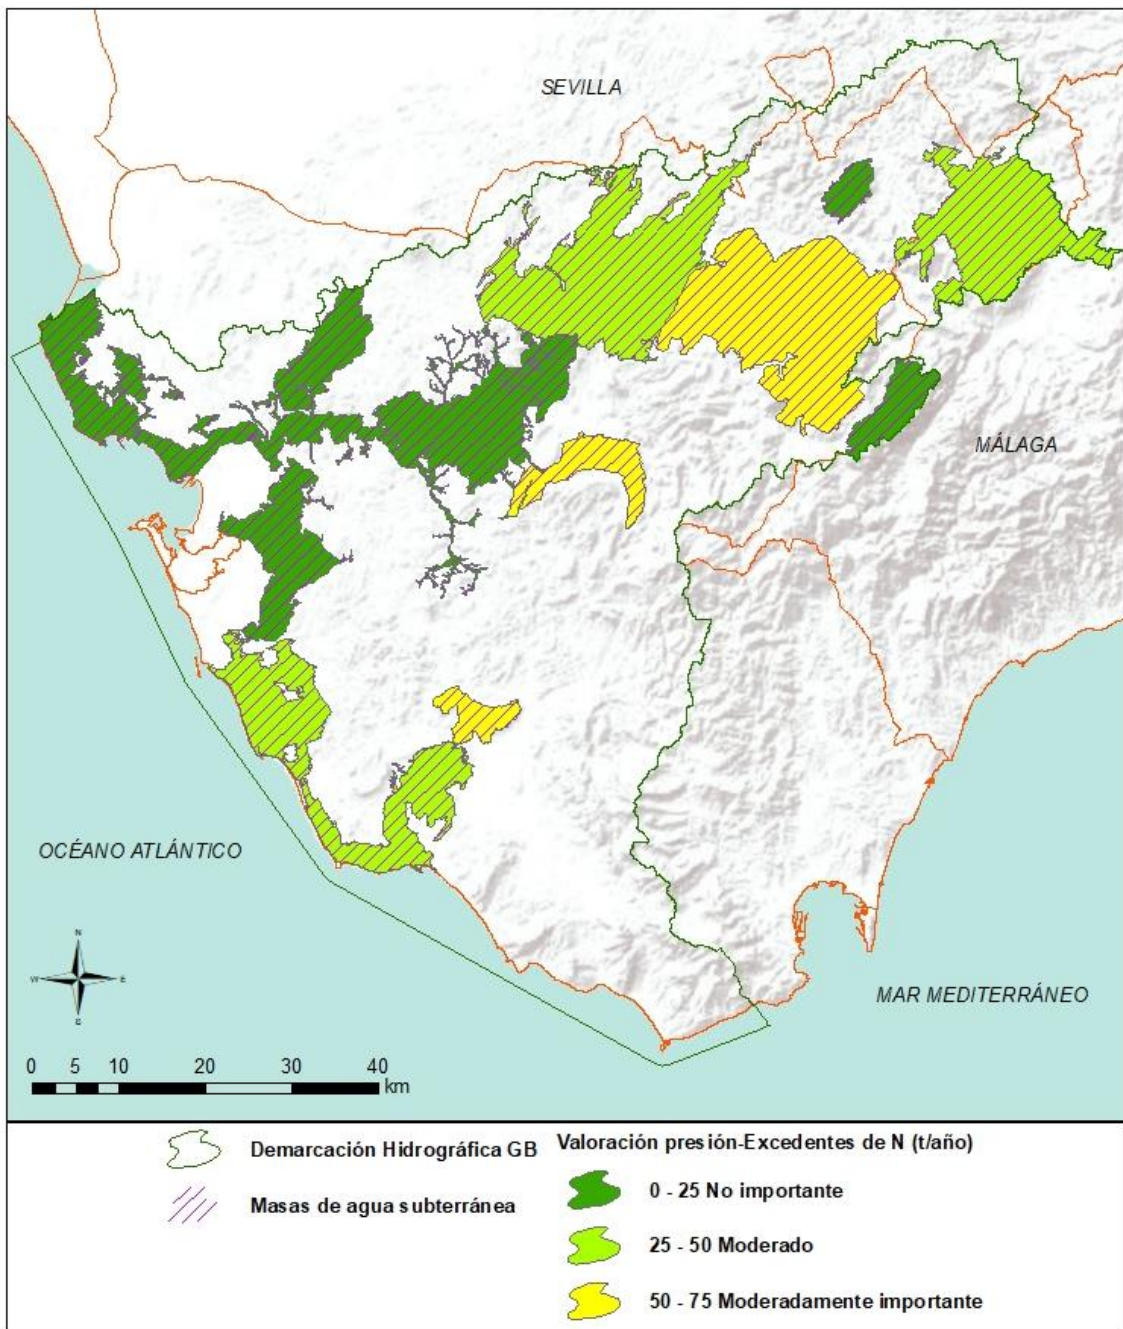 SEVILLA
MÁLAGA
OCÉANO ATLÁNTICO
N
W E
S
MAR MEDITERRÁNEO
0 5 10 20 30 40
km
Demarcación Hidrográfica GB
Masas de agua subterránea
Valoración presión-Excedentes de N (t/año)
0 - 25 No importante
25 - 50 Moderado
50 - 75 Moderadamente importante